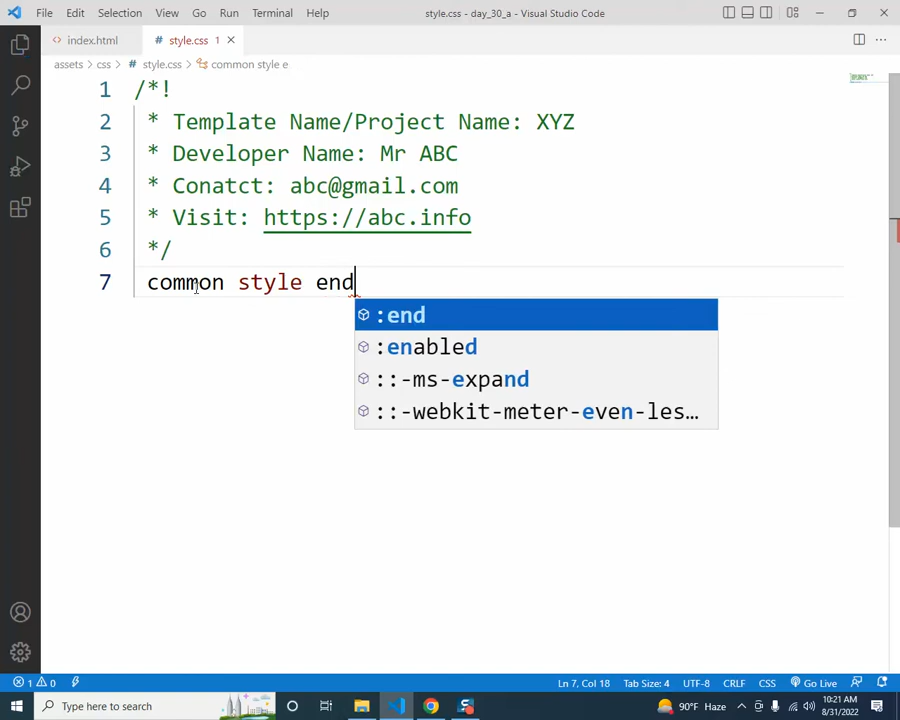 File Edit Selection View Go Run Terminal Help
style.css - day_30_a - Visual Studio Code
index.html
style.css 1
assets > css > style.css > common style e
1 /*!
2 * Template Name/Project Name: XYZ
3 * Developer Name: Mr ABC
4 * Conatct: abc@gmail.com
5 * Visit: https://abc.info
6 */
7 common style end
:end
:enabled
::-ms-expand
::-webkit-meter-even-les…
1 0
Ln 7, Col 18
Tab Size: 4
UTF-8
CRLF
CSS
Go Live
Type here to search
90°F Haze
10:21 AM
8/31/2022